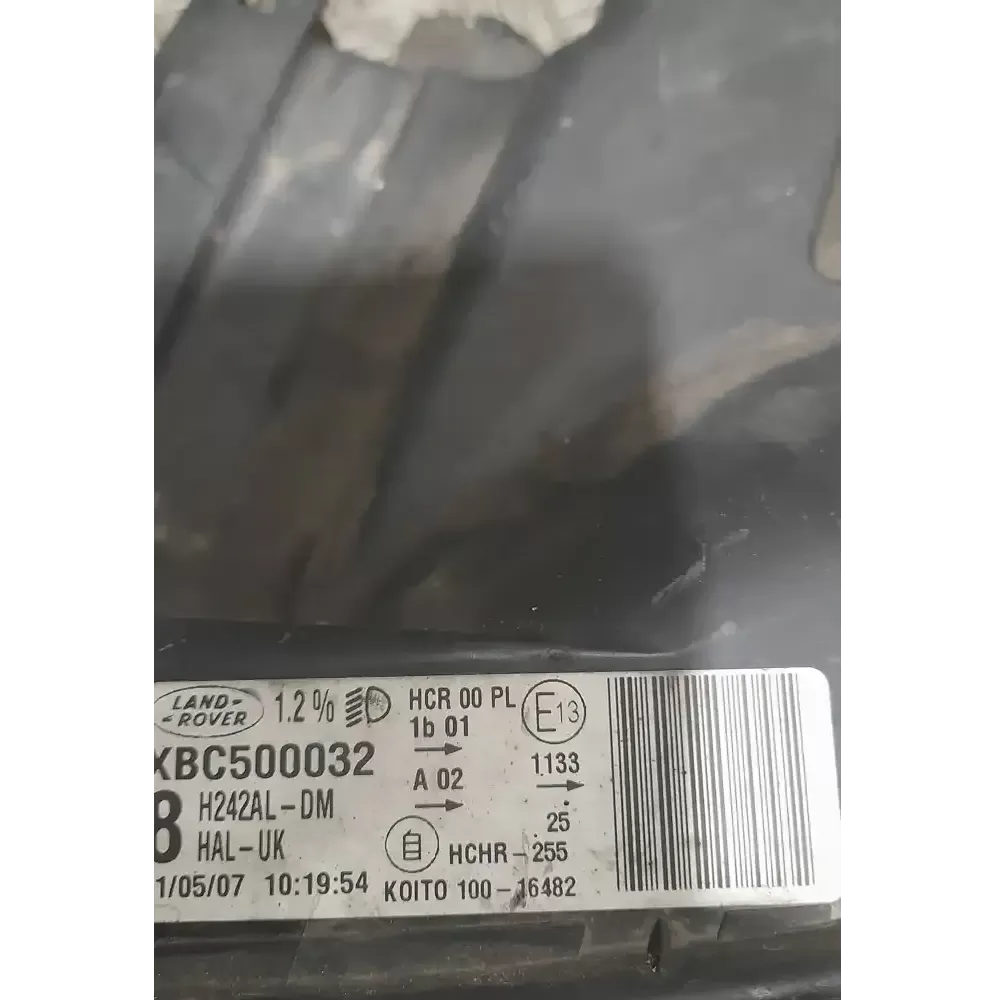 LAND-
-ROVER
1.2%
HCR 00 PL
1b 01
E13
XBC500032
A 02
1133
8
H242AL-DM
HAL-UK
25
自
HCHR-255
1/05/07 10:19:54
KOITO 100-16482